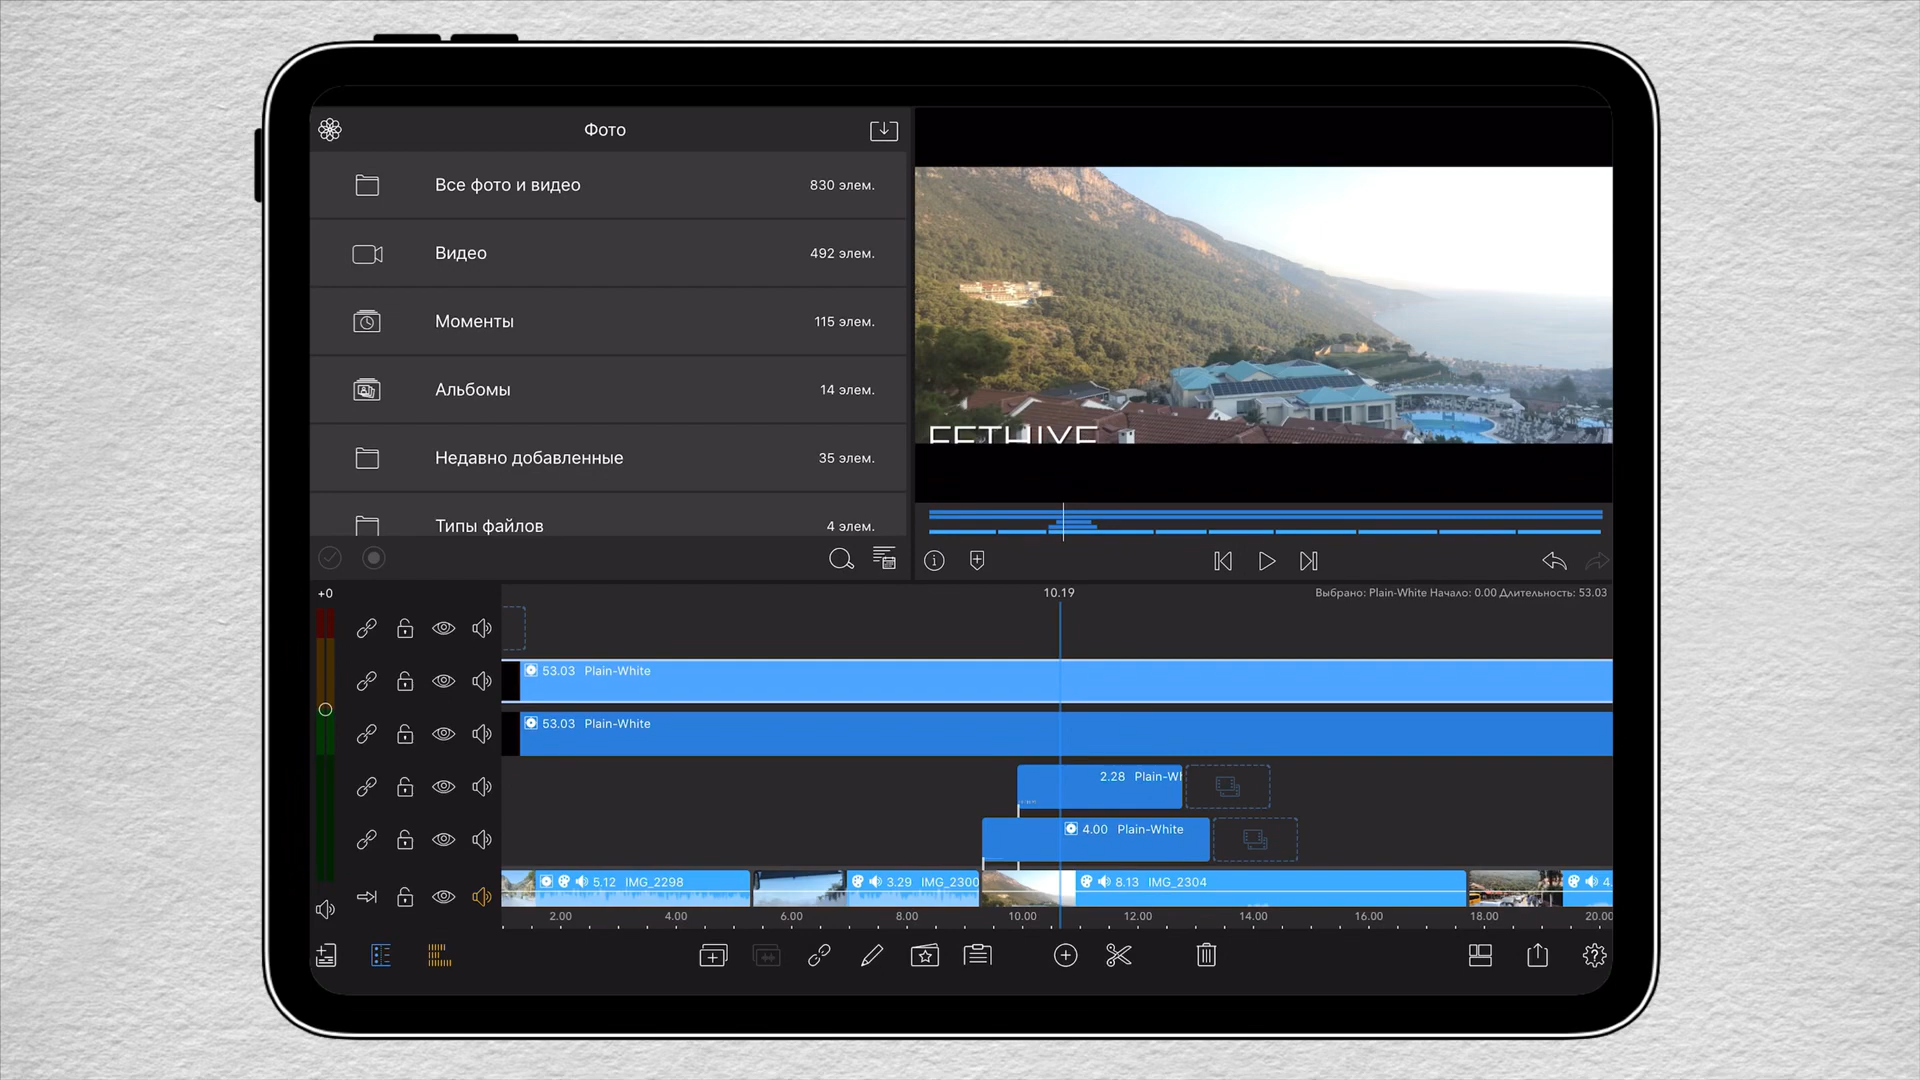 Фото
Все фото и видео 830 элем.
Видео 492 элем.
Моменты 115 элем.
Альбомы 14 элем.
Недавно добавленные 35 элем.
Типы файлов 4 элем.
FETHIYE
+0
10.19
Выбрано: Plain-White Начало: 0.00 Длительность: 53.03
53.03 Plain-White
53.03 Plain-White
2.28 Plain-Wh
4.00 Plain-White
5.12 IMG_2298
3.29 IMG_2300
8.13 IMG_2304
4.
2.00 4.00 6.00 8.00 10.00 12.00 14.00 16.00 18.00 20.00